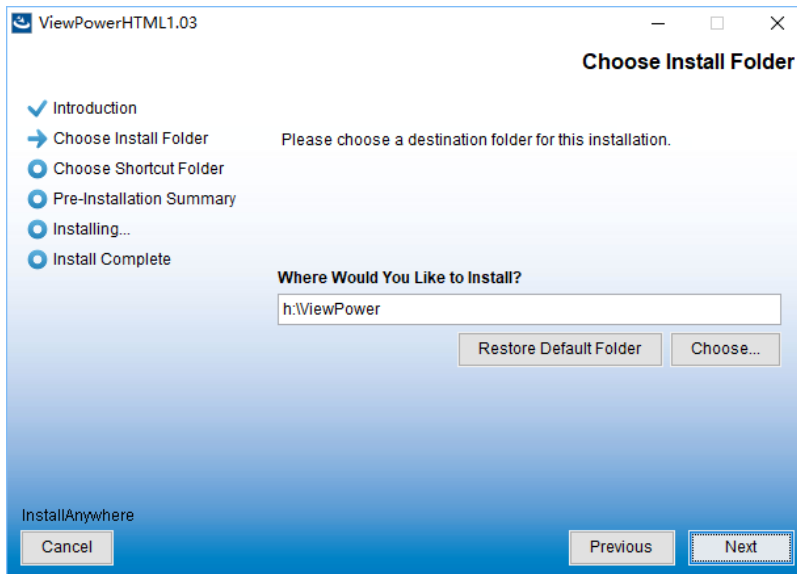 ViewPowerHTML1.03
Choose Install Folder
Introduction
Choose Install Folder
Please choose a destination folder for this installation.
Choose Shortcut Folder
Pre-Installation Summary
Installing...
Install Complete
Where Would You Like to Install?
h:\ViewPower
Restore Default Folder
Choose...
InstallAnywhere
Cancel
Previous
Next